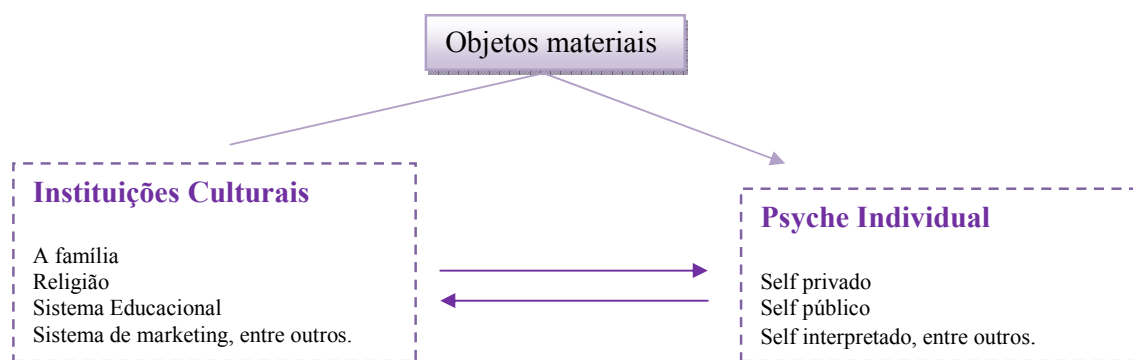 Objetos materiais
Instituições Culturais
A família
Religião
Sistema Educacional
Sistema de marketing, entre outros.
Psyche Individual
Self privado
Self público
Self interpretado, entre outros.